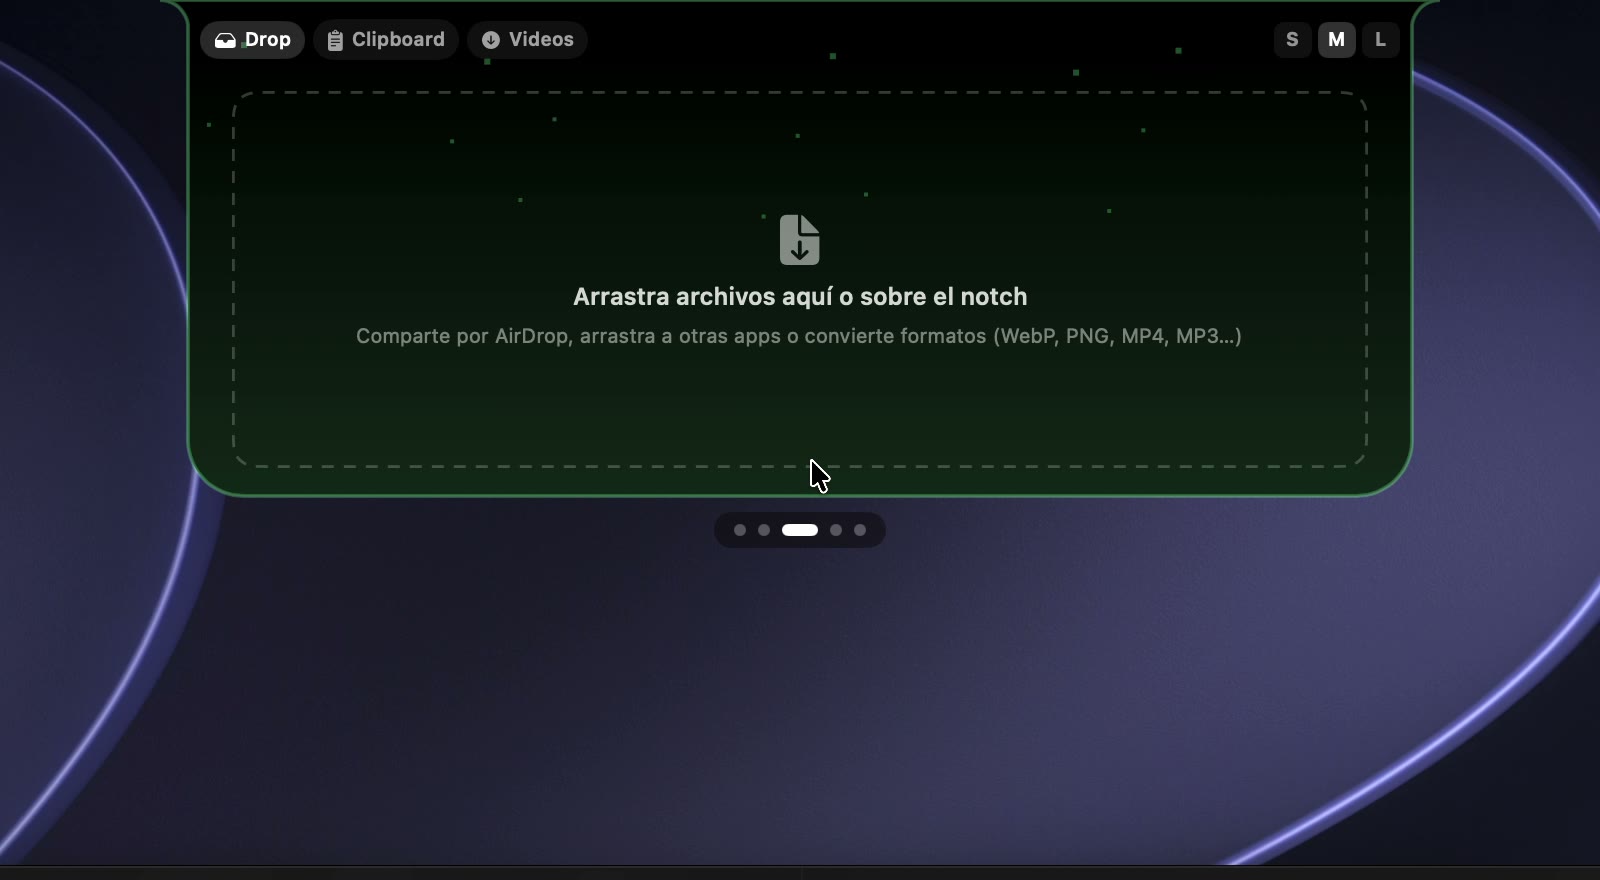 Drop Clipboard Videos S M L
Arrastra archivos aquí o sobre el notch
Comparte por AirDrop, arrastra a otras apps o convierte formatos (WebP, PNG, MP4, MP3...)